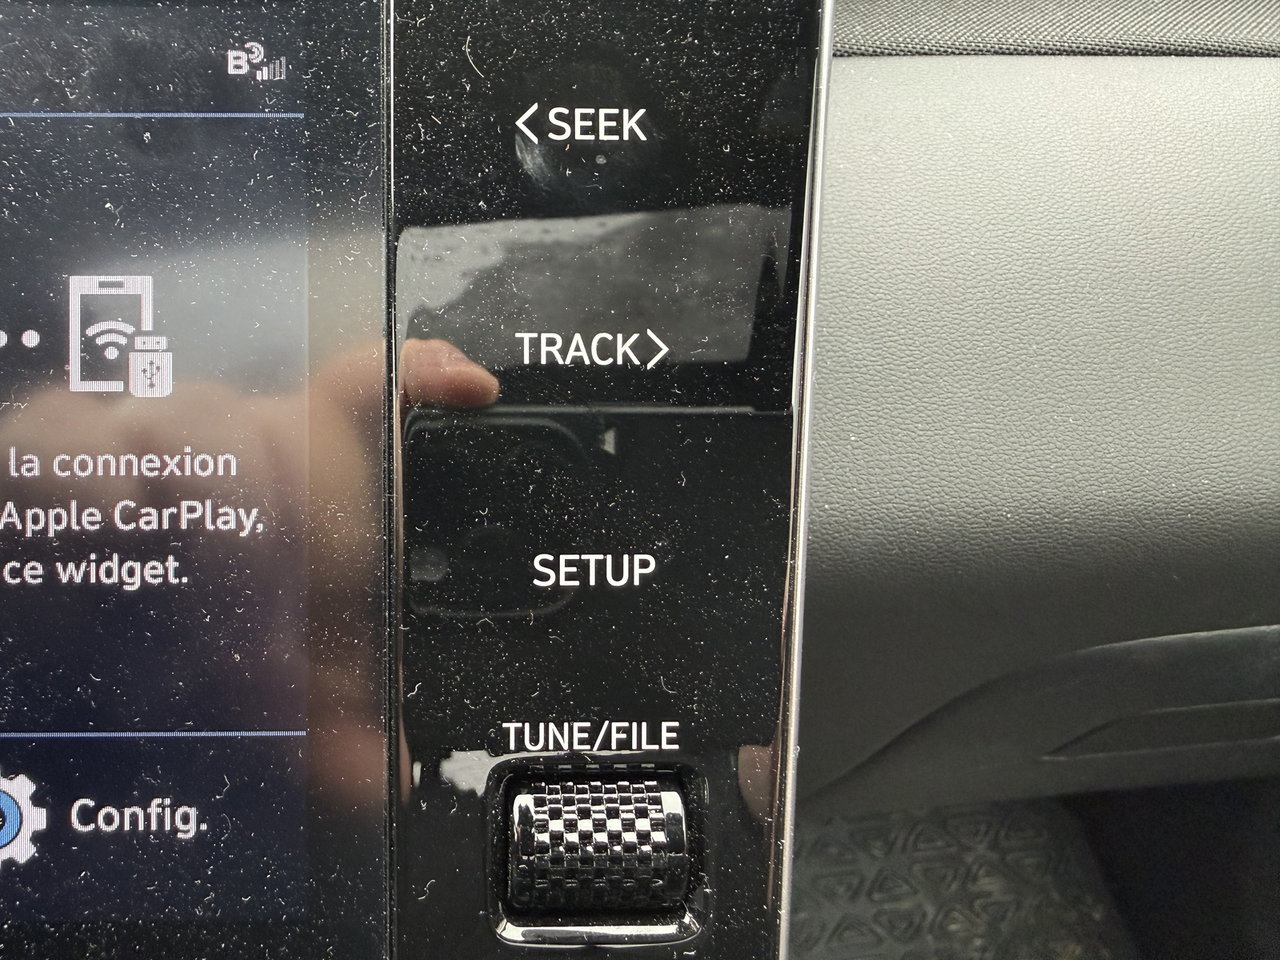 B
< SEEK
TRACK >
la connexion
Apple CarPlay,
ce widget.
SETUP
TUNE/FILE
Config.